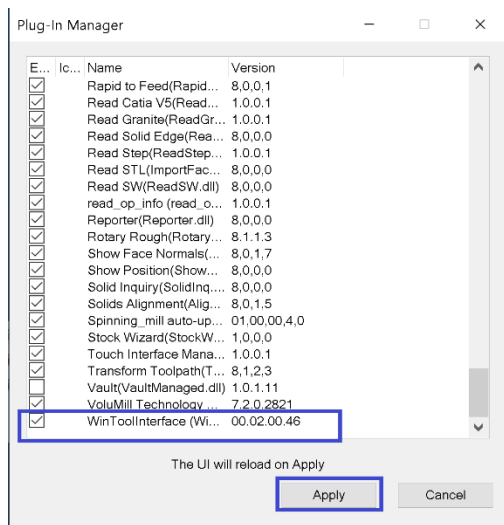 Plug-In Manager
E... Ic... Name Version
Rapid to Feed(Rapid... 8,0,0,1
Read Catia V5(Read... 1.0.0.1
Read Granite(ReadGr... 1.0.0.1
Read Solid Edge(Rea... 8,0,0,0
Read Step(ReadStep... 1.0.0.1
Read STL(ImportFac... 8,0,0,0
Read SW(ReadSW.dll) 8,0,0,0
read_op_info (read_o... 1.0.0.1
Reporter(Reporter.dll) 8,0,0,0
Rotary Rough(Rotary... 8.1.1.3
Show Face Normals(... 8,0,1,7
Show Position(Show... 8,0,0,0
Solid Inquiry(SolidInq... 8,0,0,0
Solids Alignment(Alig... 8,0,1.5
Spinning_mill auto-up... 01,00,00,4,0
Stock Wizard(StockW... 1,0,0,0
Touch Interface Mana... 1.0.0.1
Transform Toolpath(T... 8,1,2,3
Vault(VaultManaged.dll) 1.0.1.11
VoluMill Technology ... 7.2.0.2821
WinToolInterface (Wi... 00.02.00.46
The UI will reload on Apply
Apply Cancel